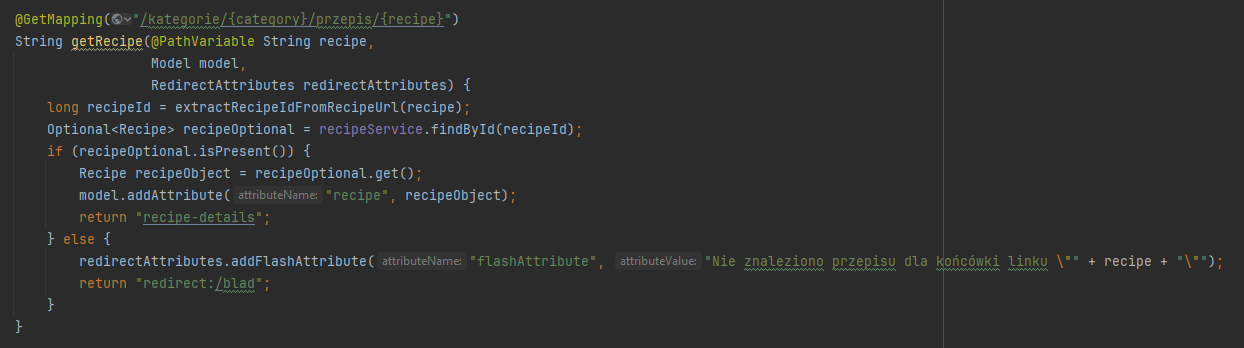 @GetMapping("/kategorie/{category}/przepis/{recipe}")
String getRecipe(@PathVariable String recipe,
                 Model model,
                 RedirectAttributes redirectAttributes) {
    long recipeId = extractRecipeIdFromRecipeUrl(recipe);
    Optional<Recipe> recipeOptional = recipeService.findById(recipeId);
    if (recipeOptional.isPresent()) {
        Recipe recipeObject = recipeOptional.get();
        model.addAttribute( attributeName: "recipe", recipeObject);
        return "recipe-details";
    } else {
        redirectAttributes.addFlashAttribute( attributeName: "flashAttribute", attributeValue: "Nie znaleziono przepisu dla końcówki linku \"" + recipe + "\"");
        return "redirect:/blad";
    }
}